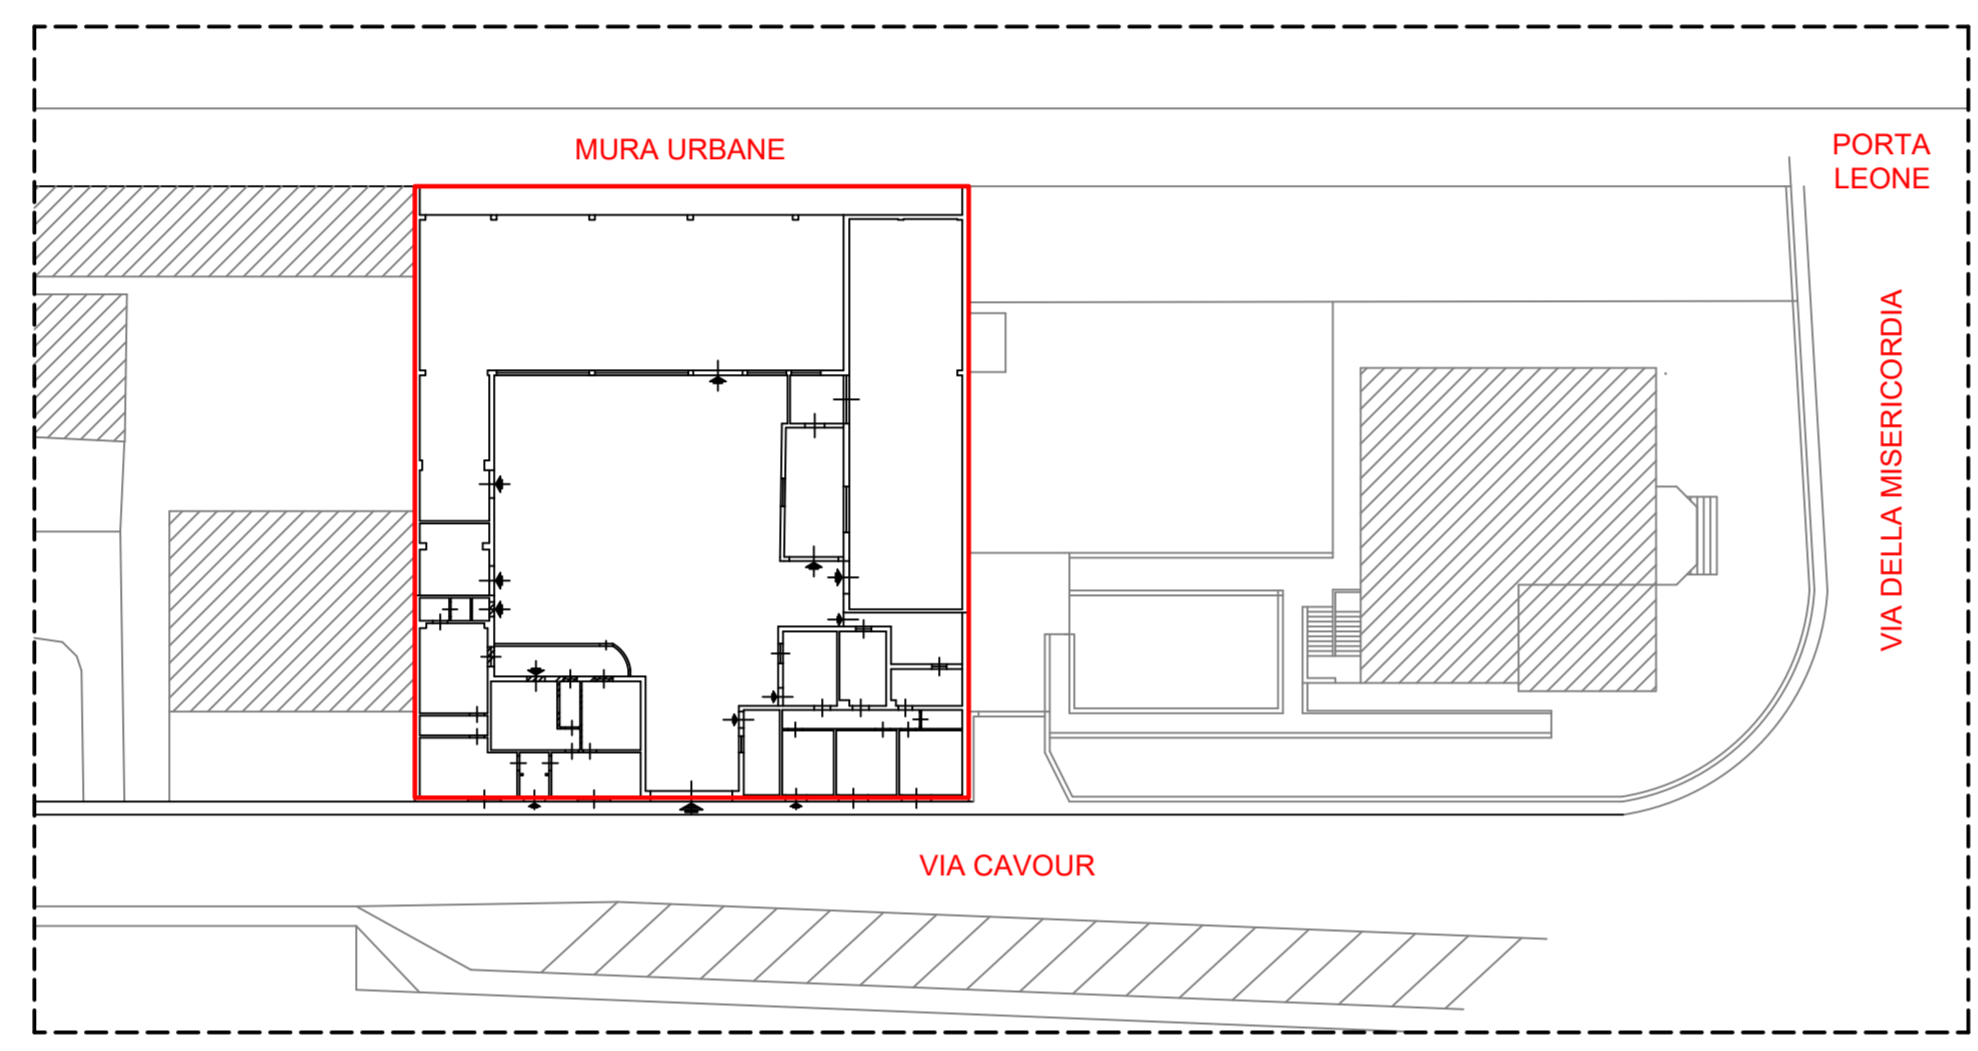 MURA URBANE
PORTA
LEONE
VIA DELLA MISERICORDIA
VIA CAVOUR